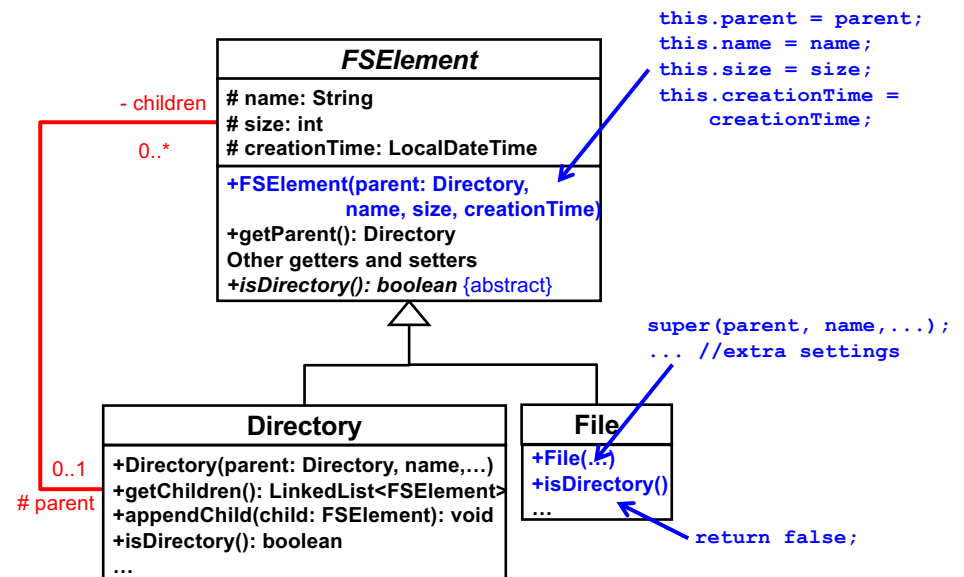 this.parent = parent;
this.name = name;
this.size = size;
this.creationTime =
creationTime;
FSElement
- children
0..*
# name: String
# size: int
# creationTime: LocalDateTime
+FSElement(parent: Directory,
name, size, creationTime)
+getParent(): Directory
Other getters and setters
+isDirectory(): boolean {abstract}
super(parent, name,...);
... //extra settings
Directory
0..1
# parent
+Directory(parent: Directory, name,…)
+getChildren(): LinkedList<FSElement>
+appendChild(child: FSElement): void
+isDirectory(): boolean
…
File
+File(…)
+isDirectory()
…
return false;